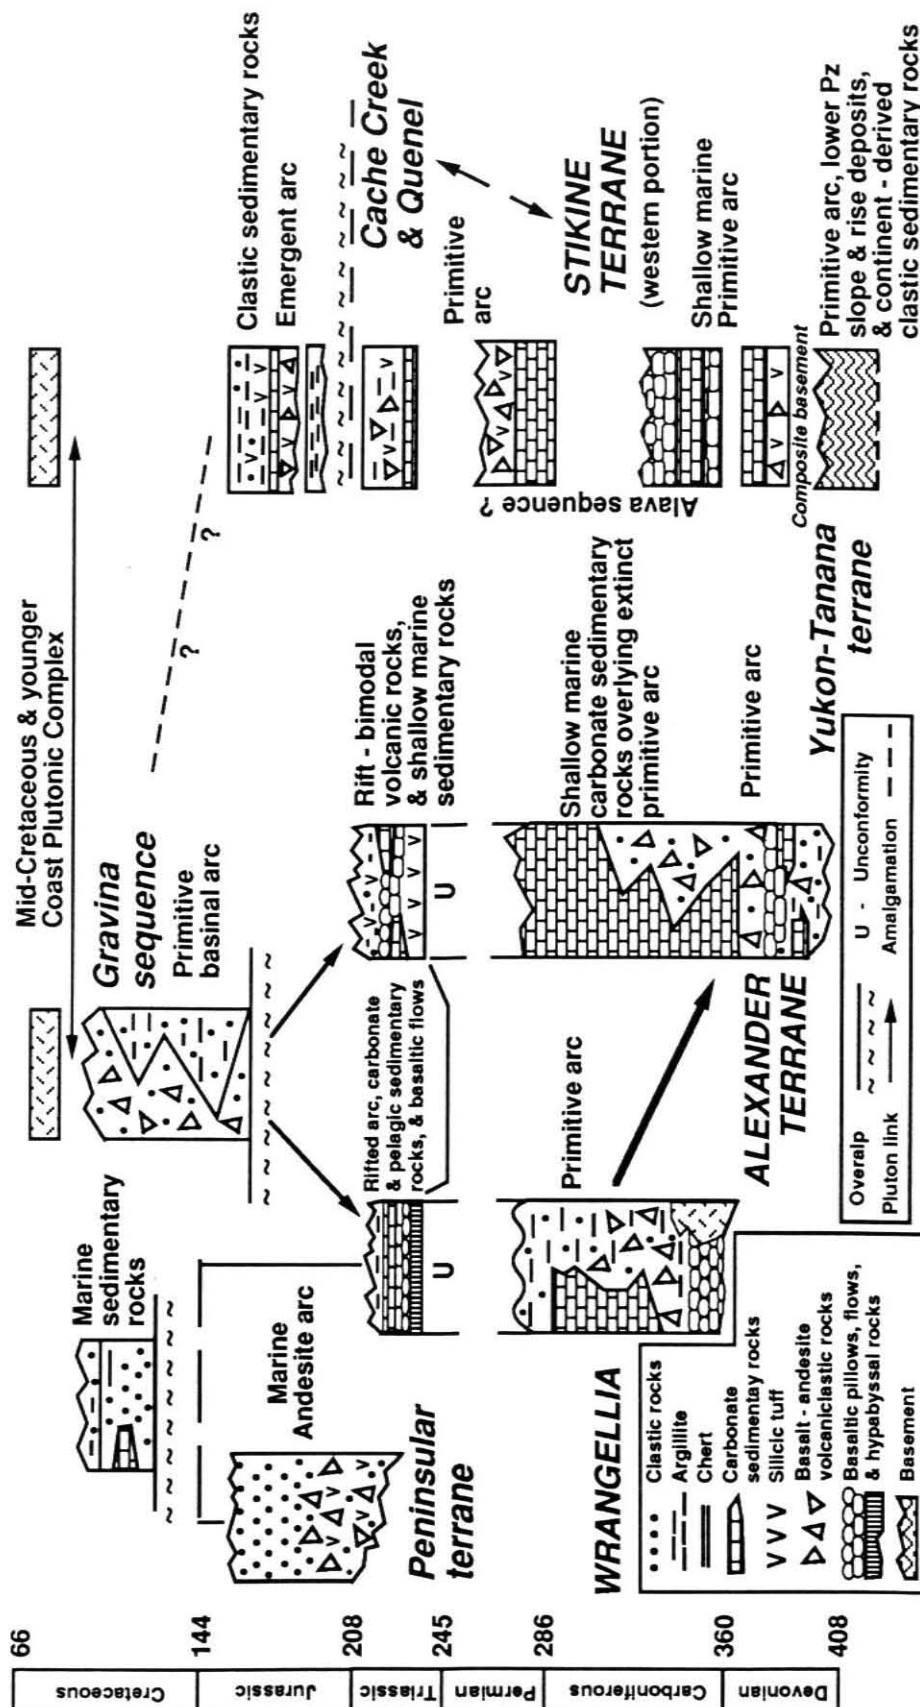 66
144
208
245
286
360
408
Cretaceous
Jurassic
Triassic
Permian
Carboniferous
Devonian
Mid-Cretaceous & younger
Coast Plutonic Complex
Marine
sedimentary
rocks
Gravina
sequence
Primitive
basinal arc
?
?
Clastic sedimentary rocks
Emergent arc
Marine
Andesite arc
Peninsular
terrane
Rifted arc, carbonate
& pelagic sedimentary
rocks, & basaltic flows
U
Rift - bimodal
volcanic rocks,
& shallow marine
sedimentary rocks
U
Cache Creek
& Quenel
Primitive
arc
Alava sequence ?
STIKINE
TERRANE
(western portion)
Primitive arc
WRANGELLIA
Shallow marine
carbonate sedimentary
rocks overlying extinct
primitive arc
Primitive arc
ALEXANDER
TERRANE
Shallow marine
Primitive arc
Composite basement
Yukon-Tanana
terrane
Primitive arc, lower Pz
slope & rise deposits,
& continent - derived
clastic sedimentary rocks
Clastic rocks
Argillite
Chert
Carbonate
sedimentay rocks
V V V Silicic tuff
Basalt - andesite
volcaniclastic rocks
Basaltic pillows, flows,
& hypabyssal rocks
Basement
Overalp
U - Unconformity
Pluton link
Amalgamation